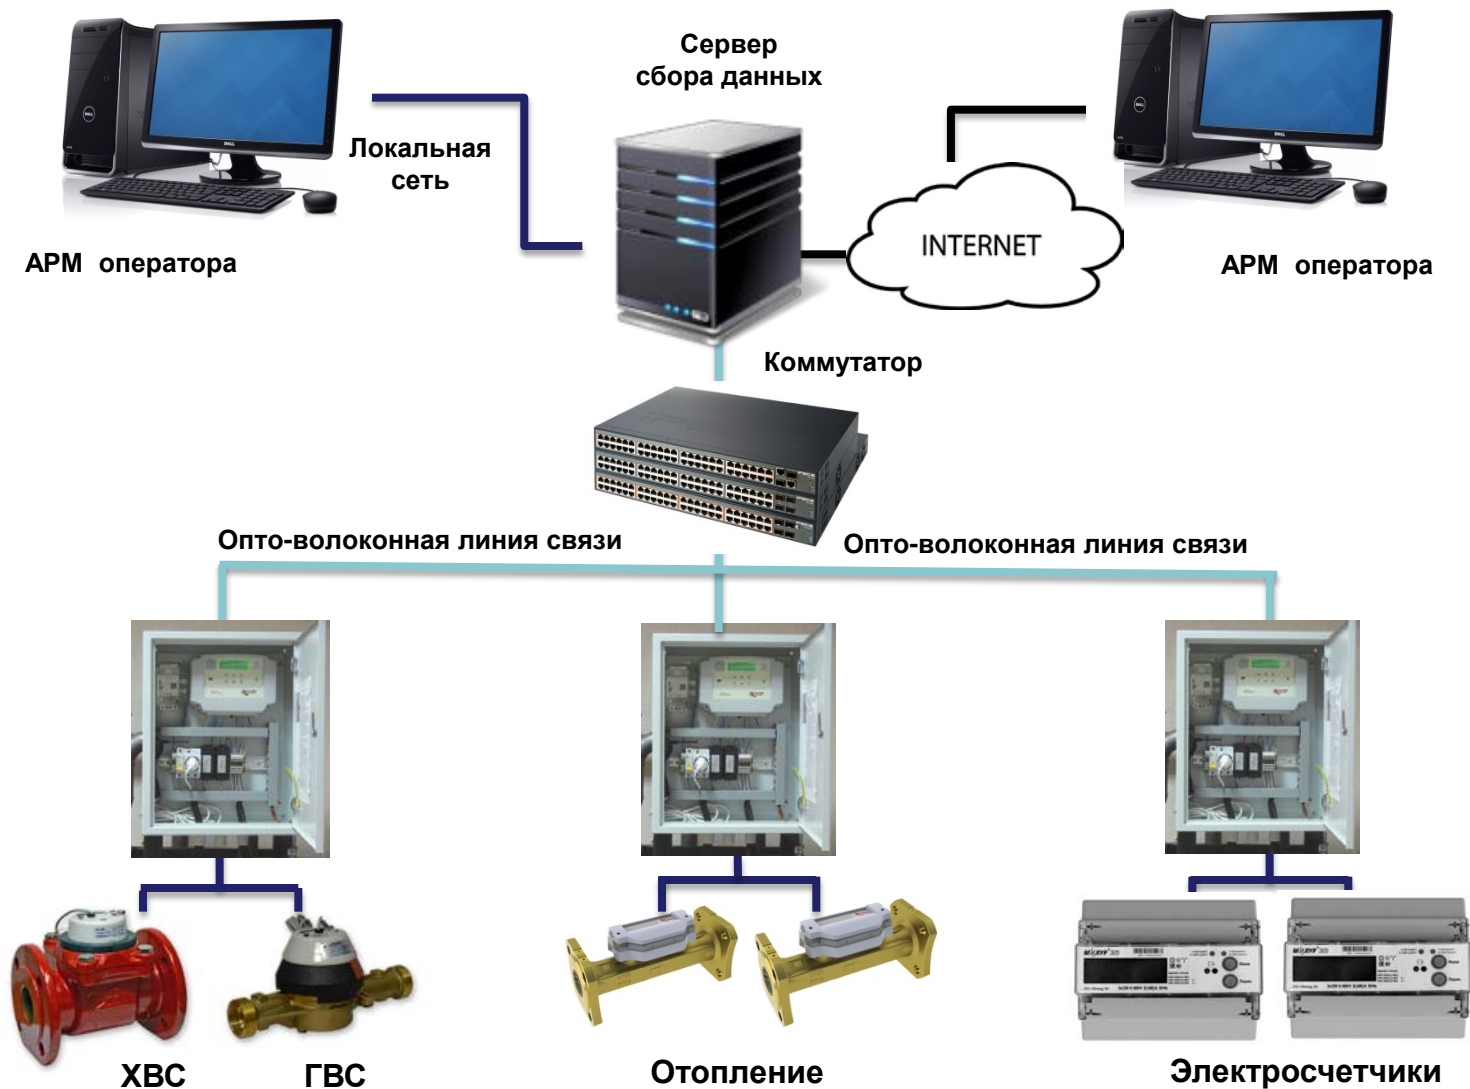 Сервер
сбора данных
Локальная
сеть
INTERNET
АРМ оператора
АРМ оператора
Коммутатор
Опто-волоконная линия связи
Опто-волоконная линия связи
ХВС
ГВС
Отопление
Электросчетчики